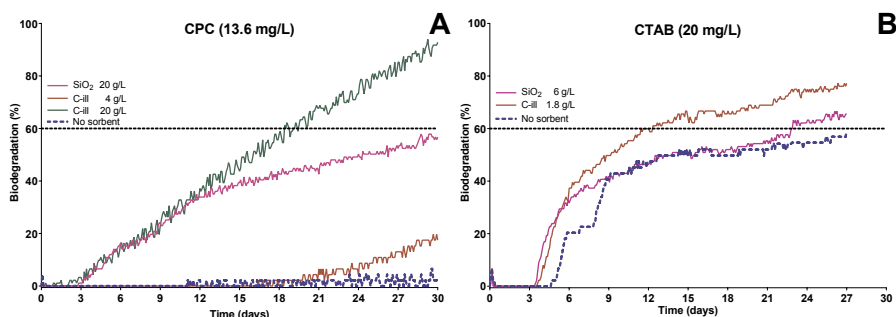 CPC (13.6 mg/L)
A
Biodegradation (%)
100
80
60
40
20
0
SiO₂ 20 g/L
C-ill 4 g/L
C-ill 20 g/L
No sorbent
0 3 6 9 12 15 18 21 24 27 30
Time (days)
CTAB (20 mg/L)
B
Biodegradation (%)
100
80
60
40
20
0
SiO₂ 6 g/L
C-ill 1.8 g/L
No sorbent
0 3 6 9 12 15 18 21 24 27 30
Time (days)